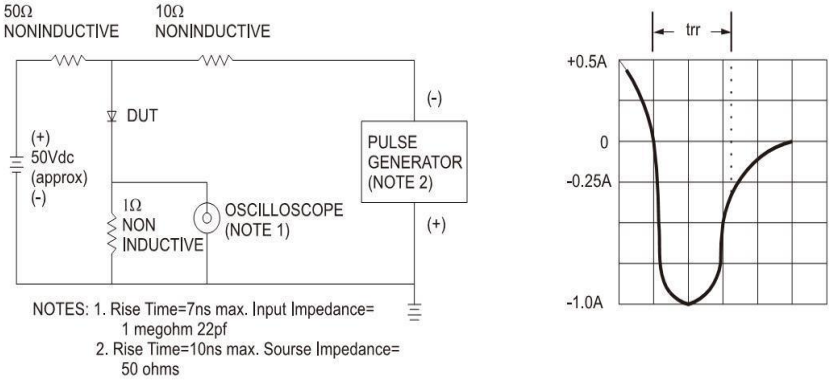 50Ω
NONINDUCTIVE
10Ω
NONINDUCTIVE
DUT
(+)
50Vdc
(approx)
(-)
1Ω
NON
INDUCTIVE
OSCILLOSCOPE
(NOTE 1)
(-)
PULSE
GENERATOR
(NOTE 2)
(+)
NOTES: 1. Rise Time=7ns max. Input Impedance=
1 megohm 22pf
2. Rise Time=10ns max. Sourse Impedance=
50 ohms
trr
+0.5A
0
-0.25A
-1.0A